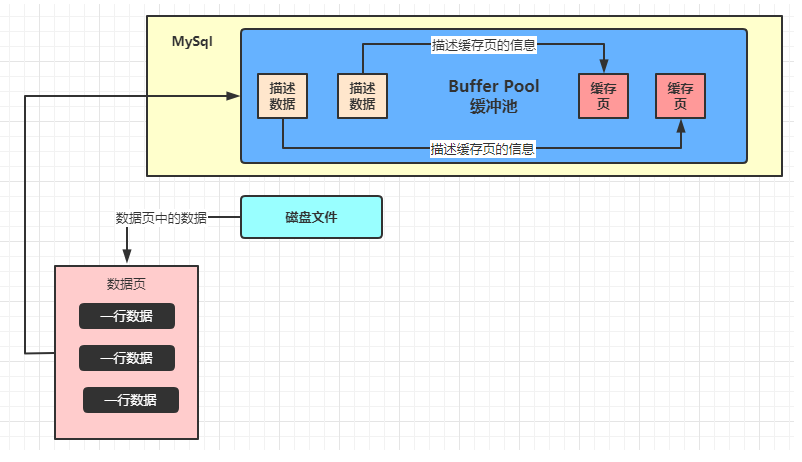 MySql
描述缓存页的信息
描述
数据
描述
数据
Buffer Pool
缓冲池
缓存
页
缓存
页
描述缓存页的信息
数据页中的数据
磁盘文件
数据页
一行数据
一行数据
一行数据